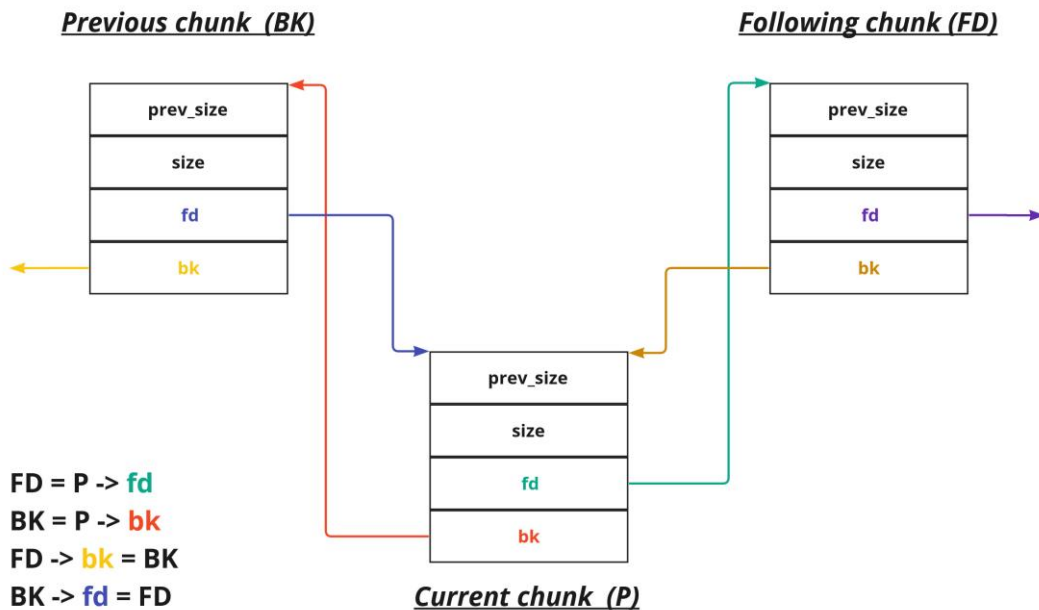 Previous chunk (BK)
Following chunk (FD)
prev_size
size
fd
bk
prev_size
size
fd
bk
prev_size
size
fd
bk
FD = P -> fd
BK = P -> bk
FD -> bk = BK
BK -> fd = FD
Current chunk (P)